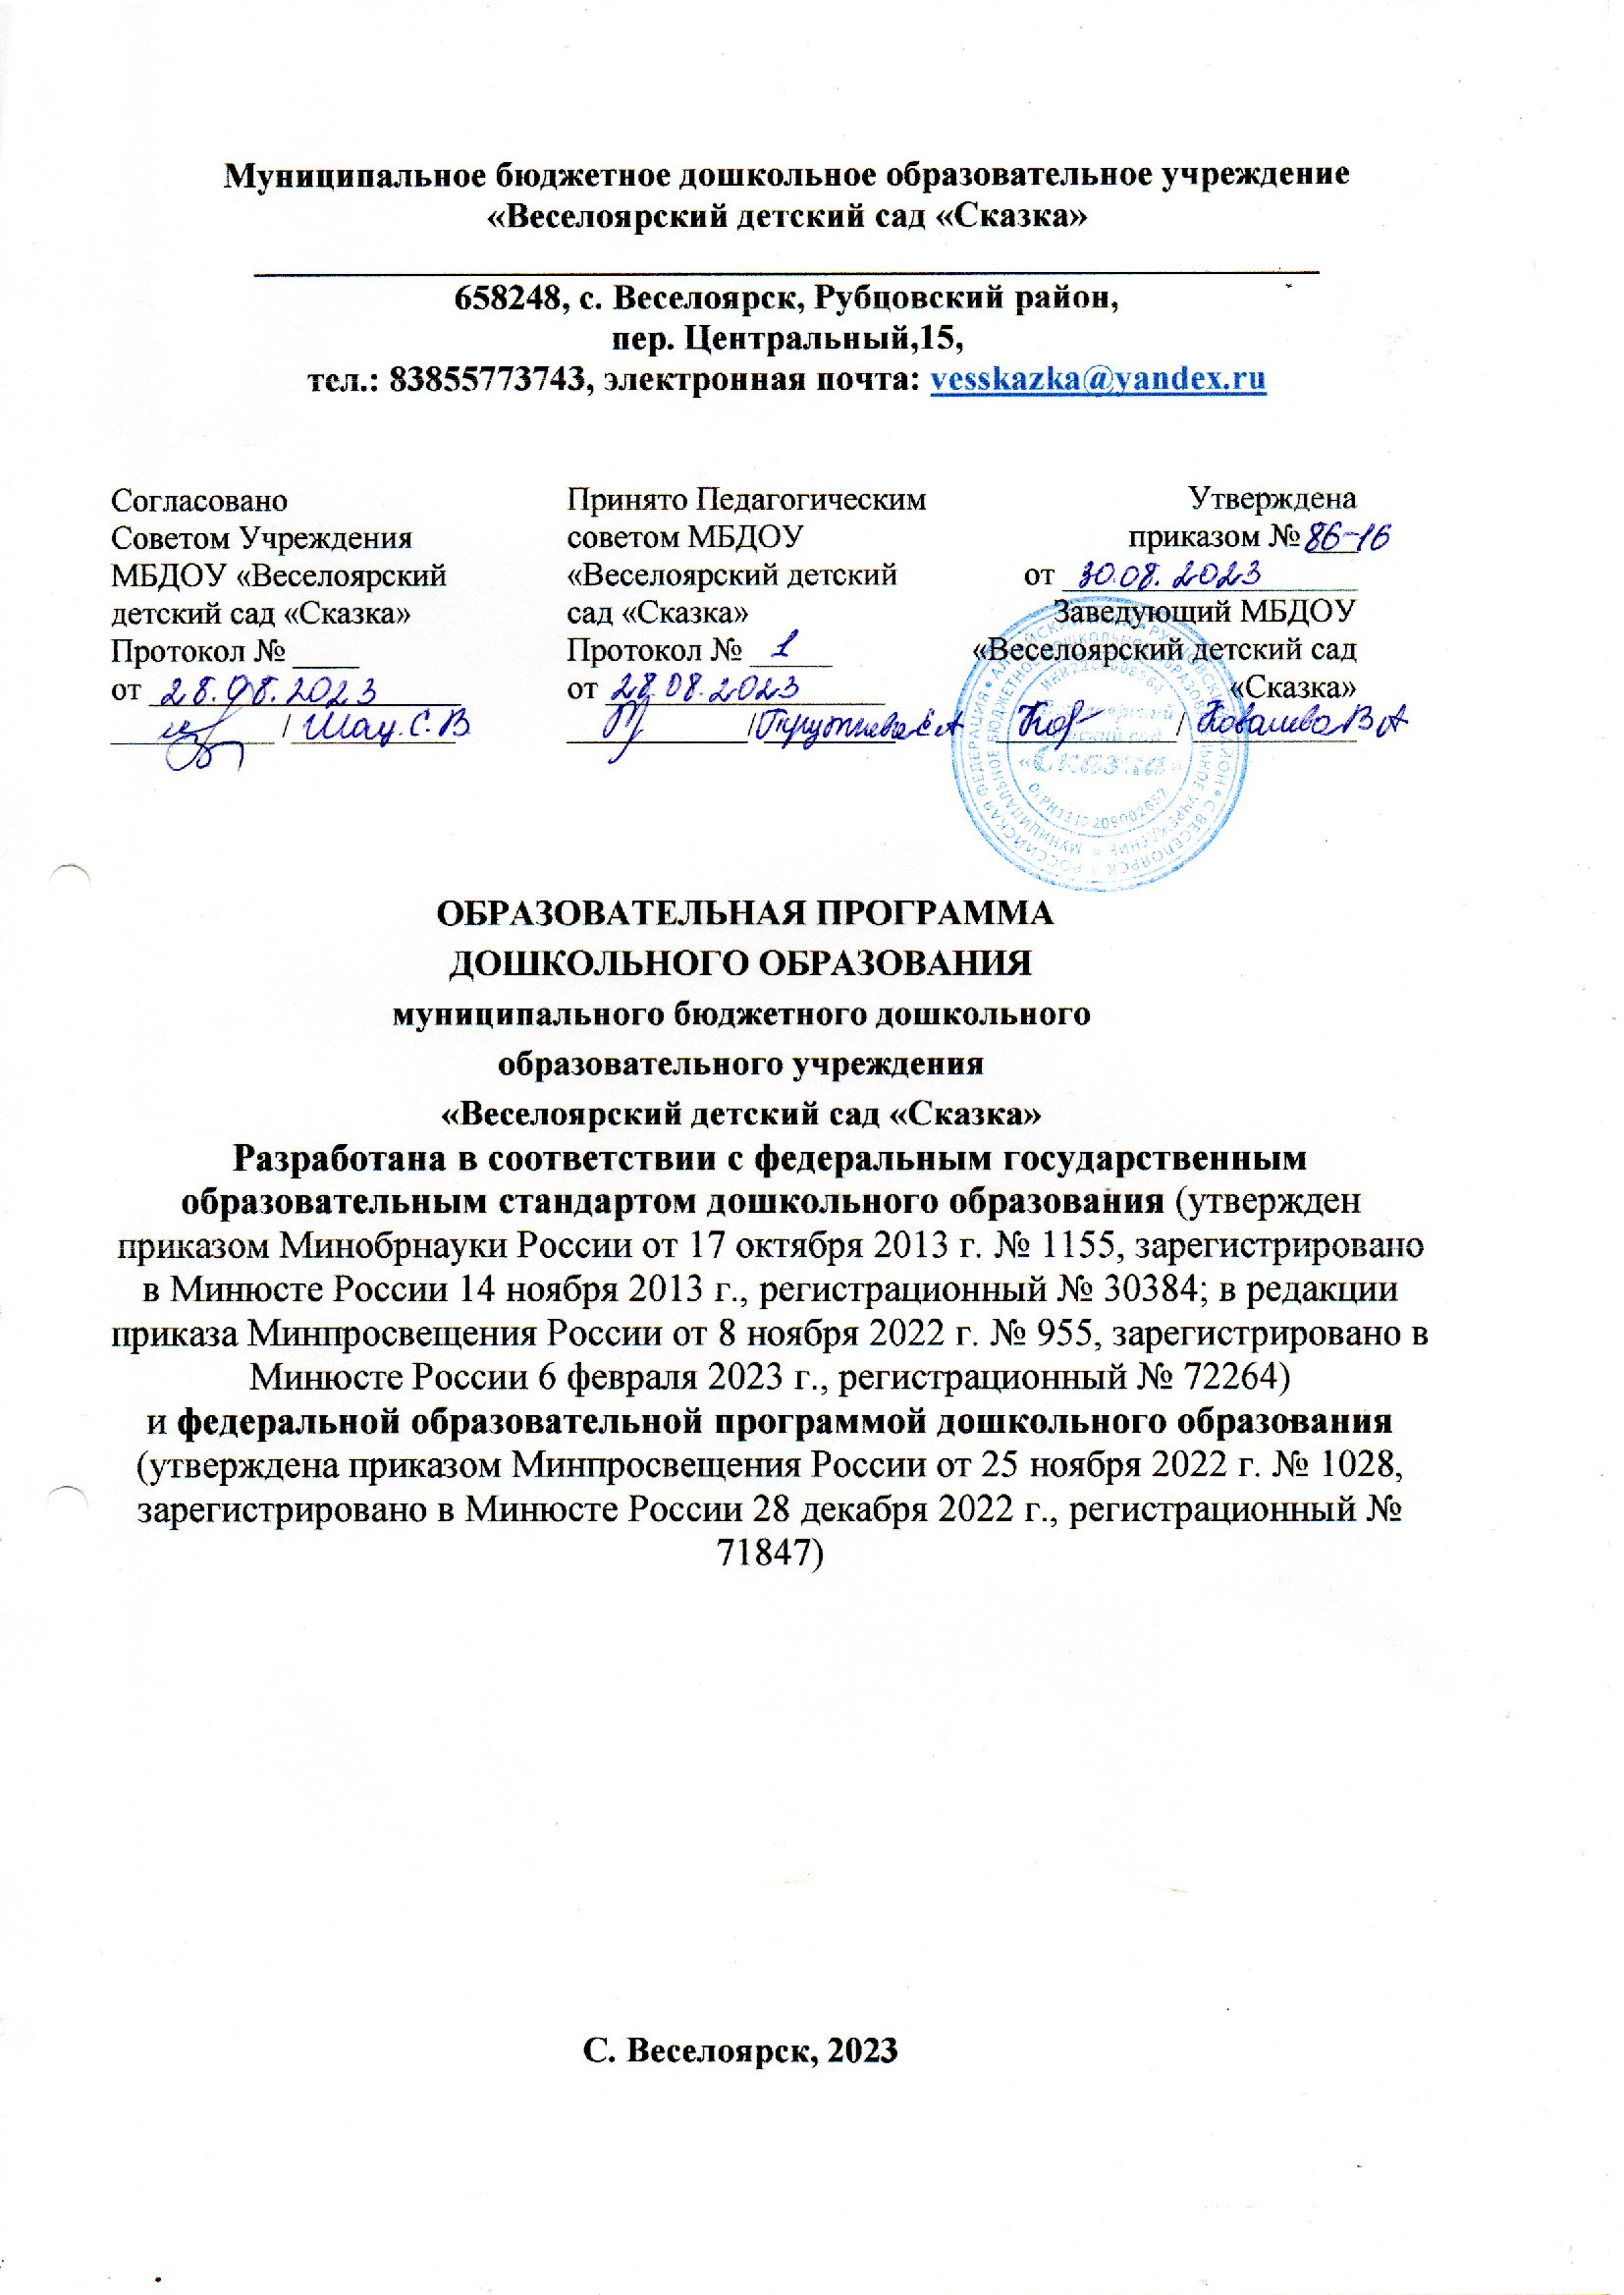 Муниципальное бюджетное дошкольное образовательное учреждение
«Веселоярский детский сад «Сказка»
658248, с. Веселоярск, Рубцовский район,
пер. Центральный,15,
тел.: 83855773743, электронная почта: vesskazka@yandex.ru
Согласовано
Советом Учреждения
МБДОУ «Веселоярский
детский сад «Сказка»
Протокол № ____
от 28.08.2023
/ Шац. С. В
Принято Педагогическим
советом МБДОУ
«Веселоярский детский
сад «Сказка»
Протокол № 1
от 28.08.2023
/
Утверждена
приказом № 86-16
от 30.08.2023
Заведующий МБДОУ
«Веселоярский детский сад
«Сказка»
/ Ковалева В А
«Сказка»
ОБРАЗОВАТЕЛЬНАЯ ПРОГРАММА
ДОШКОЛЬНОГО ОБРАЗОВАНИЯ
муниципального бюджетного дошкольного
образовательного учреждения
«Веселоярский детский сад «Сказка»
Разработана в соответствии с федеральным государственным
образовательным стандартом дошкольного образования (утвержден
приказом Минобрнауки России от 17 октября 2013 г. № 1155, зарегистрировано
в Минюсте России 14 ноября 2013 г., регистрационный № 30384; в редакции
приказа Минпросвещения России от 8 ноября 2022 г. № 955, зарегистрировано в
Минюсте России 6 февраля 2023 г., регистрационный № 72264)
и федеральной образовательной программой дошкольного образования
(утверждена приказом Минпросвещения России от 25 ноября 2022 г. № 1028,
зарегистрировано в Минюсте России 28 декабря 2022 г., регистрационный №
71847)
С. Веселоярск, 2023